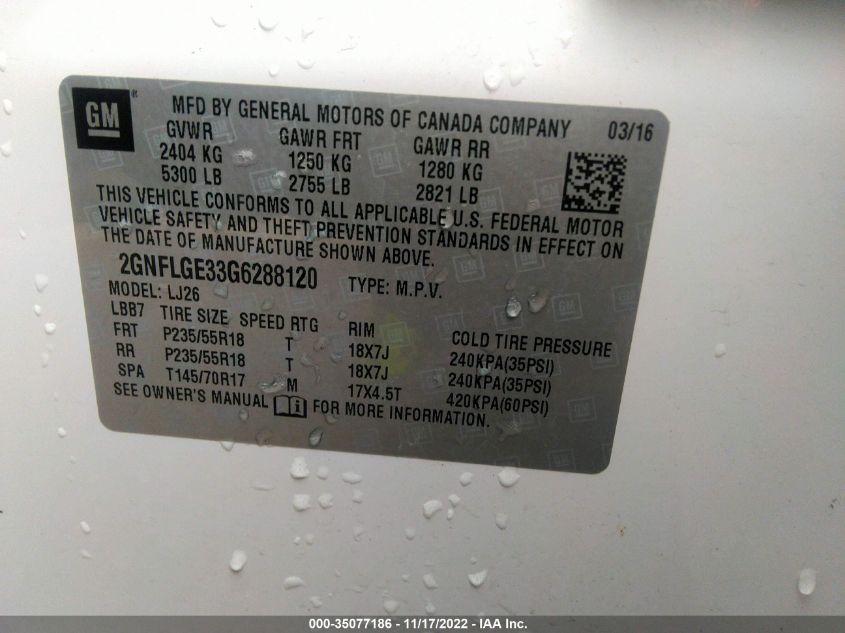 GM ® MFD BY GENERAL MOTORS OF CANADA COMPANY 03/16
GVWR GAWR FRT GAWR RR
2404 KG 1250 KG 1280 KG
5300 LB 2755 LB 2821 LB
THIS VEHICLE CONFORMS TO ALL APPLICABLE U.S. FEDERAL MOTOR
VEHICLE SAFETY AND THEFT PREVENTION STANDARDS IN EFFECT ON
THE DATE OF MANUFACTURE SHOWN ABOVE.
2GNFLGE33G6288120 TYPE: M.P.V.
MODEL: LJ26
LBB7 TIRE SIZE SPEED RTG RIM COLD TIRE PRESSURE
FRT P235/55R18 T 18X7J 240KPA(35PSI)
RR P235/55R18 T 18X7J 240KPA(35PSI)
SPA T145/70R17 M 17X4.5T 420KPA(60PSI)
SEE OWNER'S MANUAL FOR MORE INFORMATION.
000-35077186 - 11/17/2022 - IAA Inc.